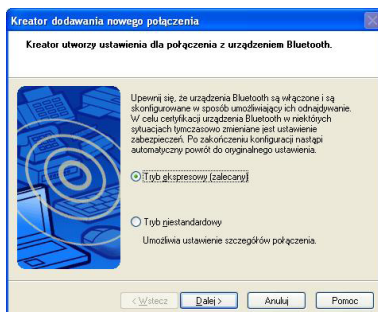 Kreator dodawania nowego połączenia
Kreator utworzy ustawienia dla połączenia z urządzeniem Bluetooth.
Upewnij się, że urządzenia Bluetooth są włączone i są
skonfigurowane w sposób umożliwiający ich odnajdywanie.
W celu certyfikacji urządzenia Bluetooth w niektórych
sytuacjach tymczasowo zmieniane jest ustawienie
zabezpieczeń. Po zakończeniu konfiguracji nastąpi
automatyczny powrót do oryginalnego ustawienia.
Tryb ekspresowy (zalecany)
Tryb niestandardowy
Umożliwia ustawienie szczegółów połączenia.
< Wstecz
Dalej >
Anuluj
Pomoc